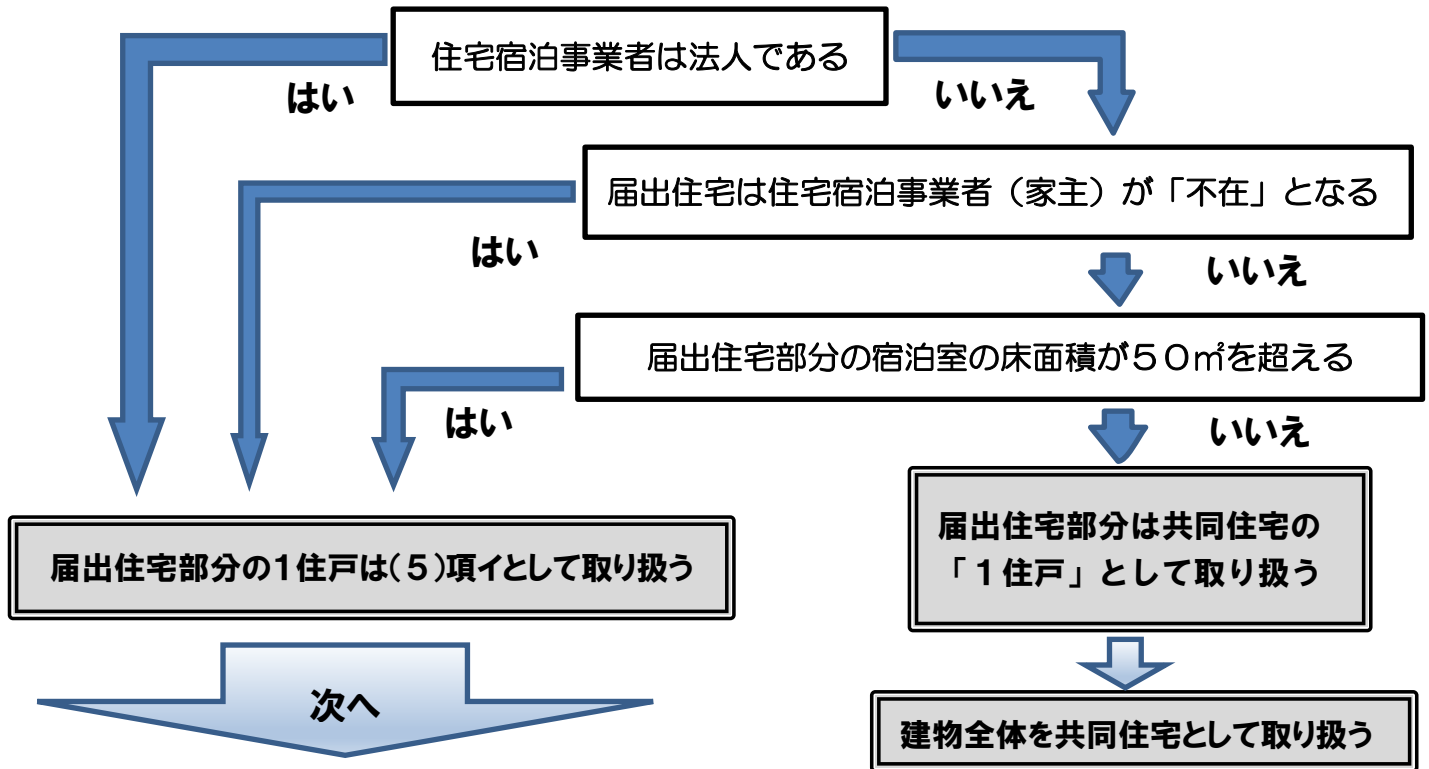 住宅宿泊事業者は法人である
はい
いいえ
届出住宅は住宅宿泊事業者（家主）が「不在」となる
はい
いいえ
届出住宅部分の宿泊室の床面積が５０㎡を超える
はい
いいえ
届出住宅部分は共同住宅の
「１住戸」として取り扱う
届出住宅部分の１住戸は（５）項イとして取り扱う
次へ
建物全体を共同住宅として取り扱う